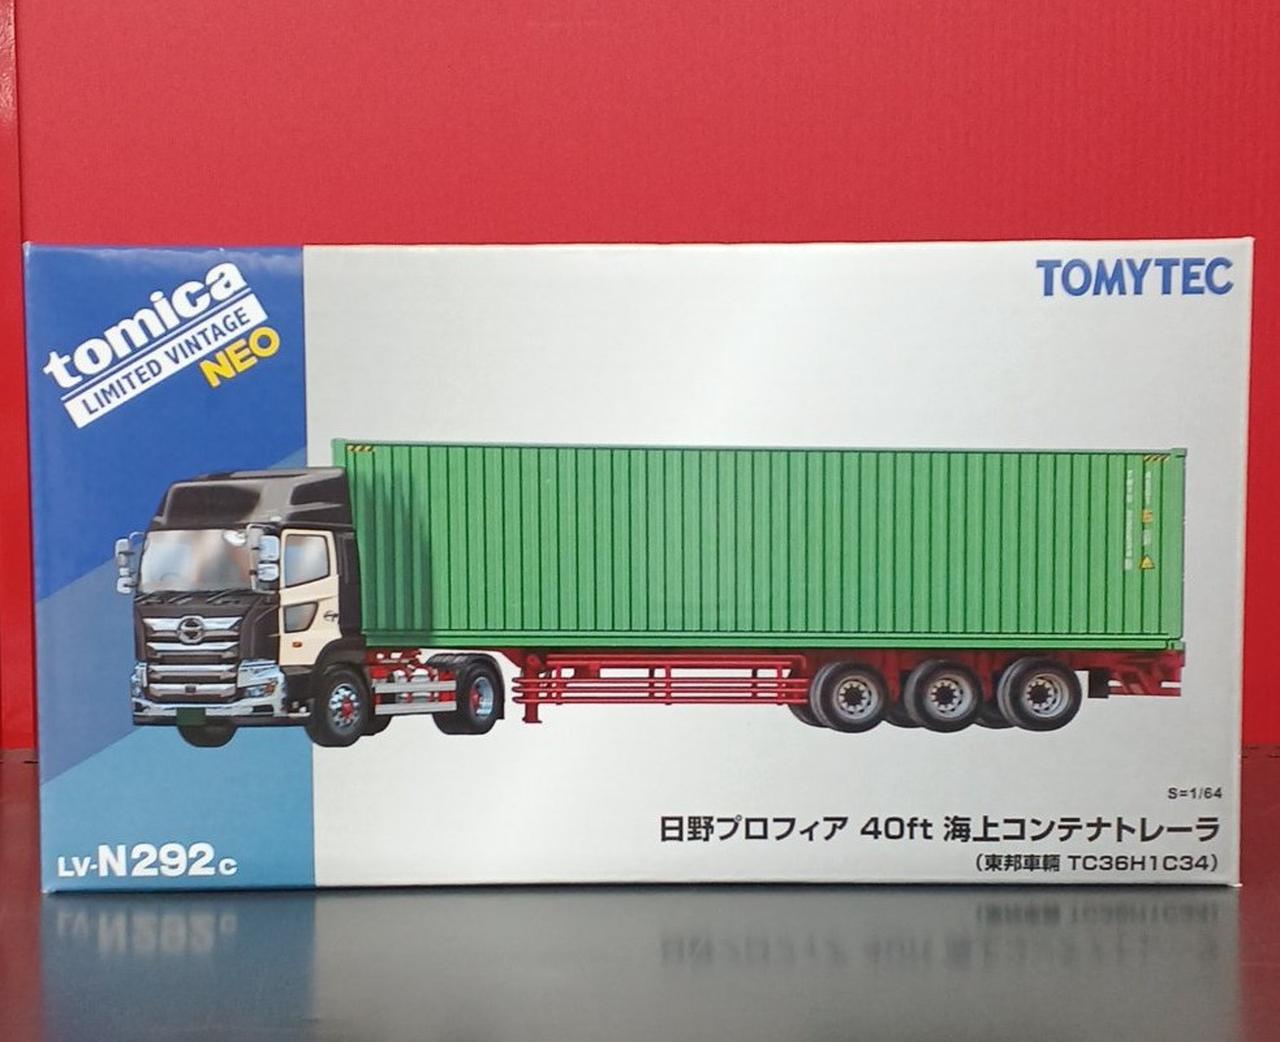 tomica
LIMITED VINTAGE
NEO
TOMYTEC
S=1/64
日野プロフィア 40ft 海上コンテナトレーラ
(東邦車輛 TC36H1C34)
LV-N292c